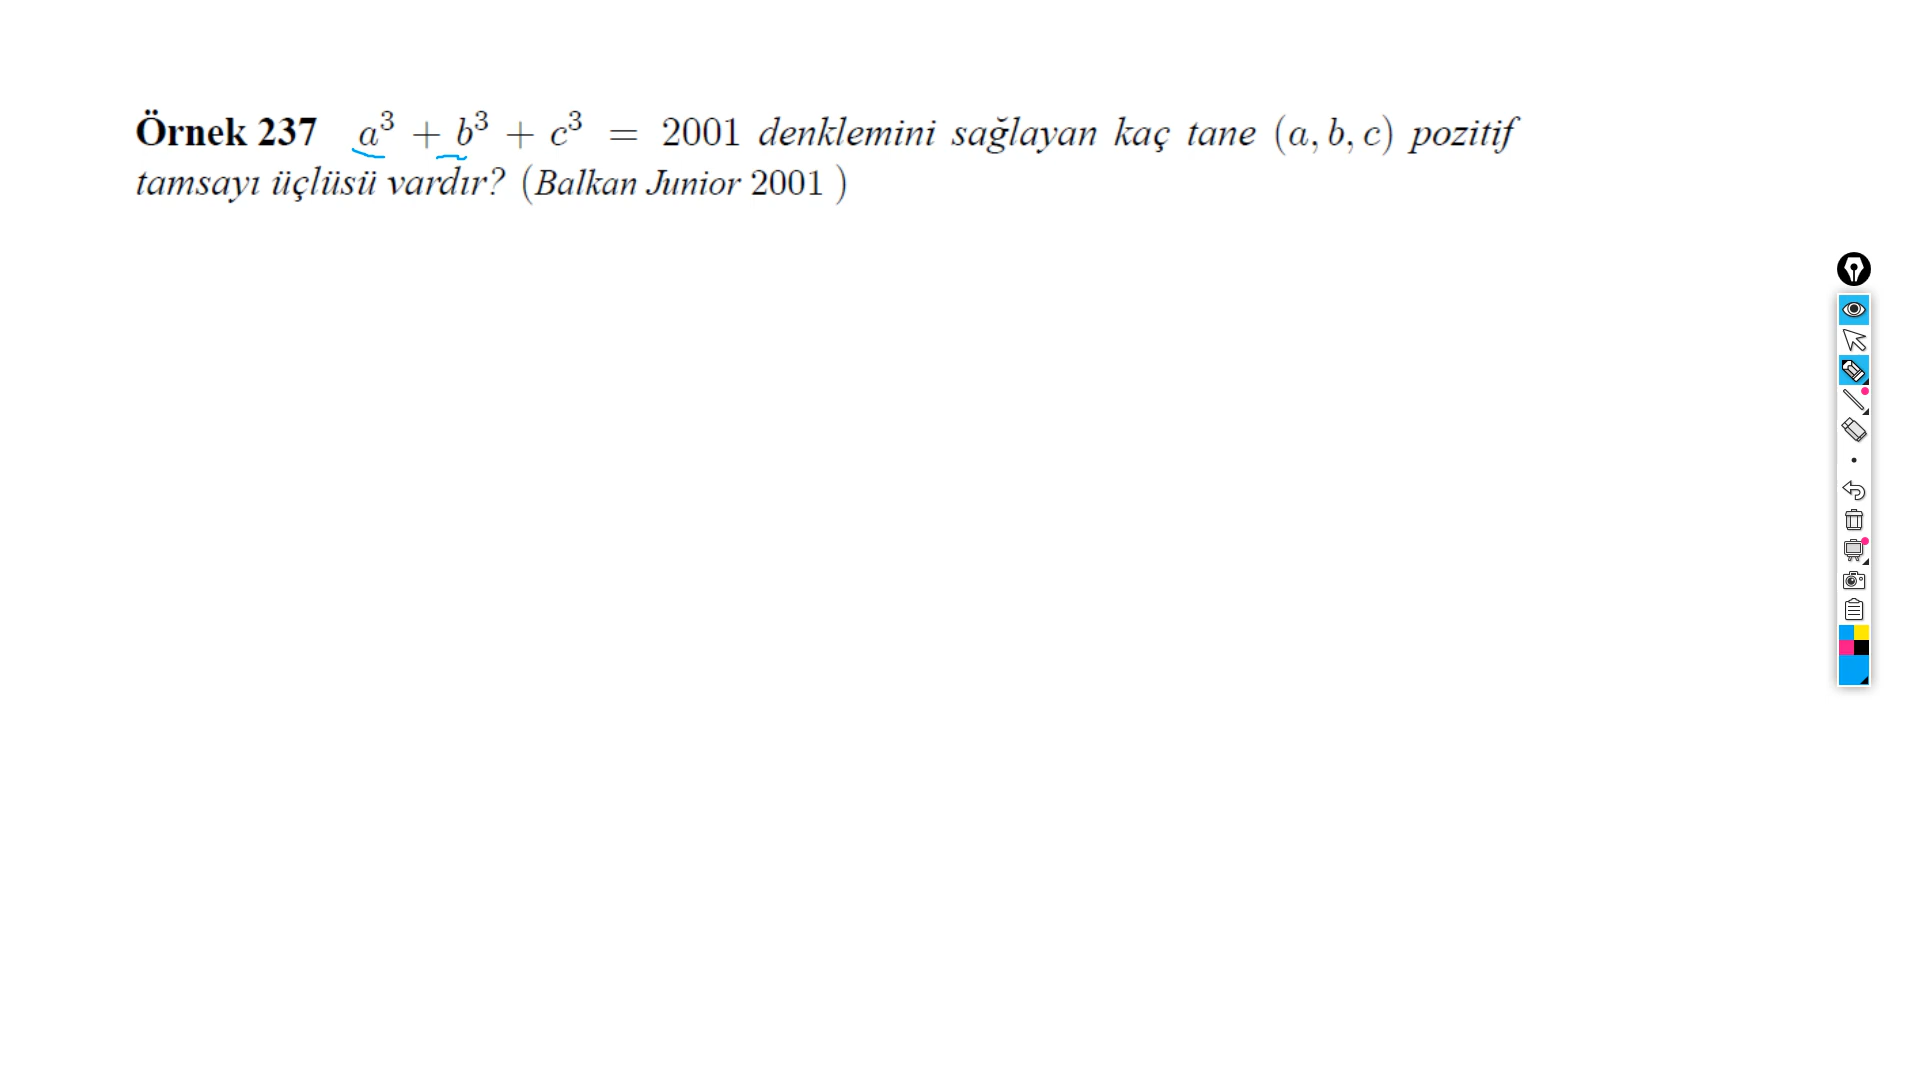 Örnek 237 a³ + b³ + c³ = 2001 denklemini sağlayan kaç tane (a, b, c) pozitif
tamsayı üçlüsü vardır? (Balkan Junior 2001 )